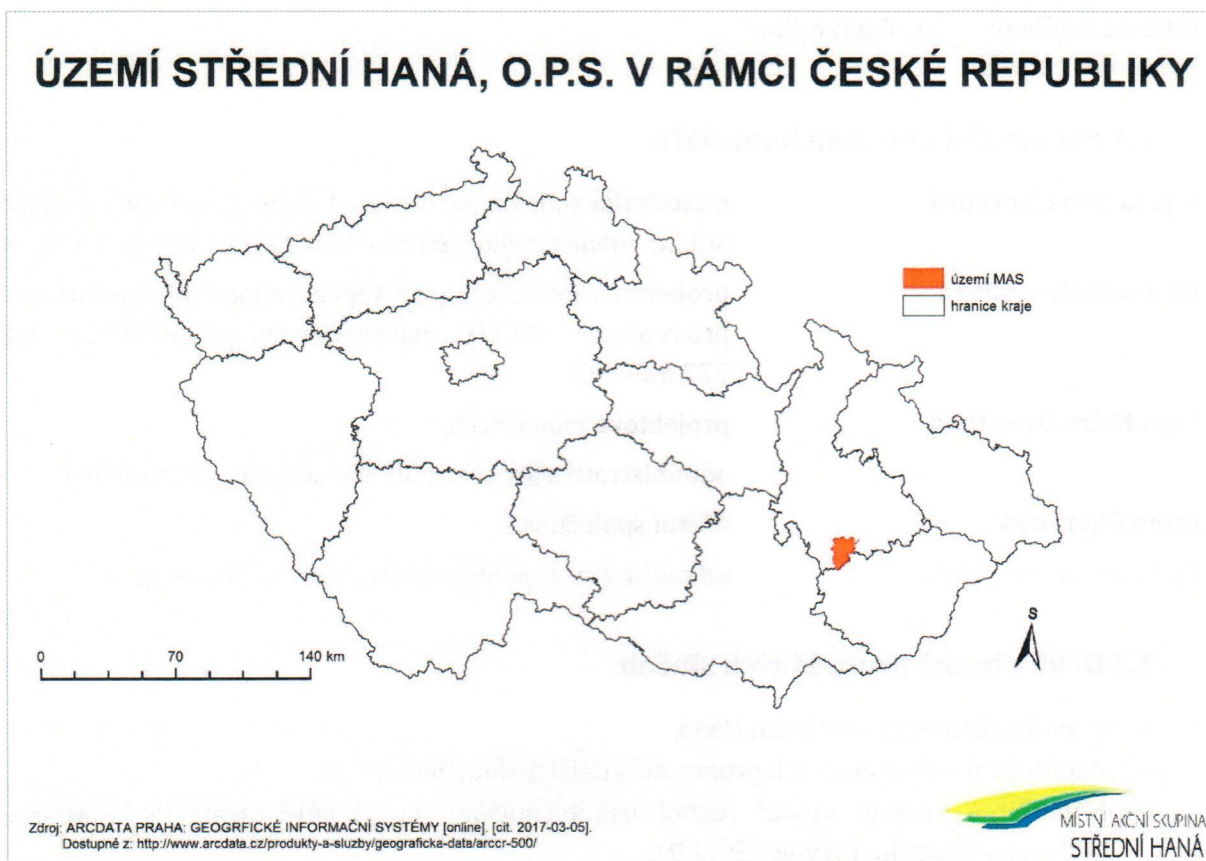 ÚZEMÍ STŘEDNÍ HANÁ, O.P.S. V RÁMCI ČESKÉ REPUBLIKY
území MAS
hranice kraje
S
0 70 140 km
Zdroj: ARCDATA PRAHA: GEOGRFICKÉ INFORMAČNÍ SYSTÉMY [online]. [cit. 2017-03-05].
Dostupné z: http://www.arcdata.cz/produkty-a-sluzby/geograficka-data/arccr-500/
MÍSTNÍ AKČNÍ SKUPINA
STŘEDNÍ HANÁ